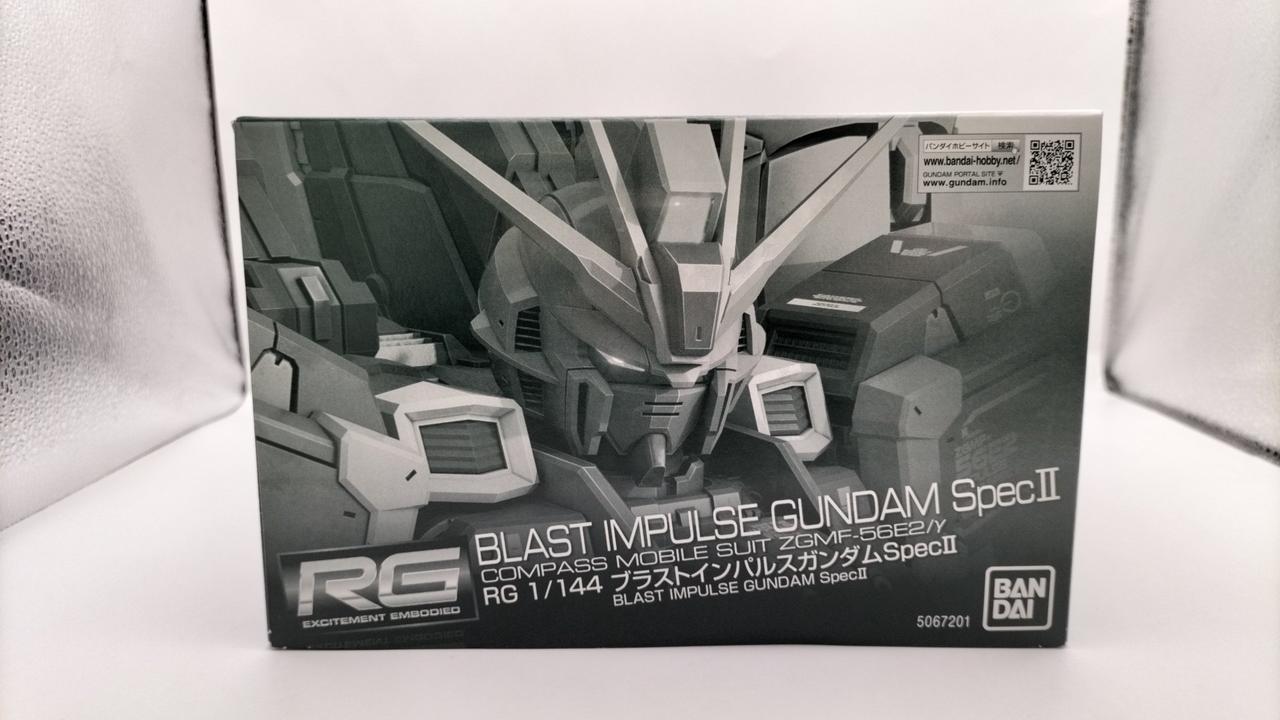 バンダイホビーサイト 検索
www.bandai-hobby.net/
GUNDAM PORTAL SITE
www.gundam.info
BLAST IMPULSE GUNDAM SpecⅡ
COMPASS MOBILE SUIT ZGMF-56E2/γ
RG 1/144 ブラストインパルスガンダムSpecⅡ
BLAST IMPULSE GUNDAM SpecⅡ
RG
EXCITEMENT EMBODIED
5067201
BAN
DAI